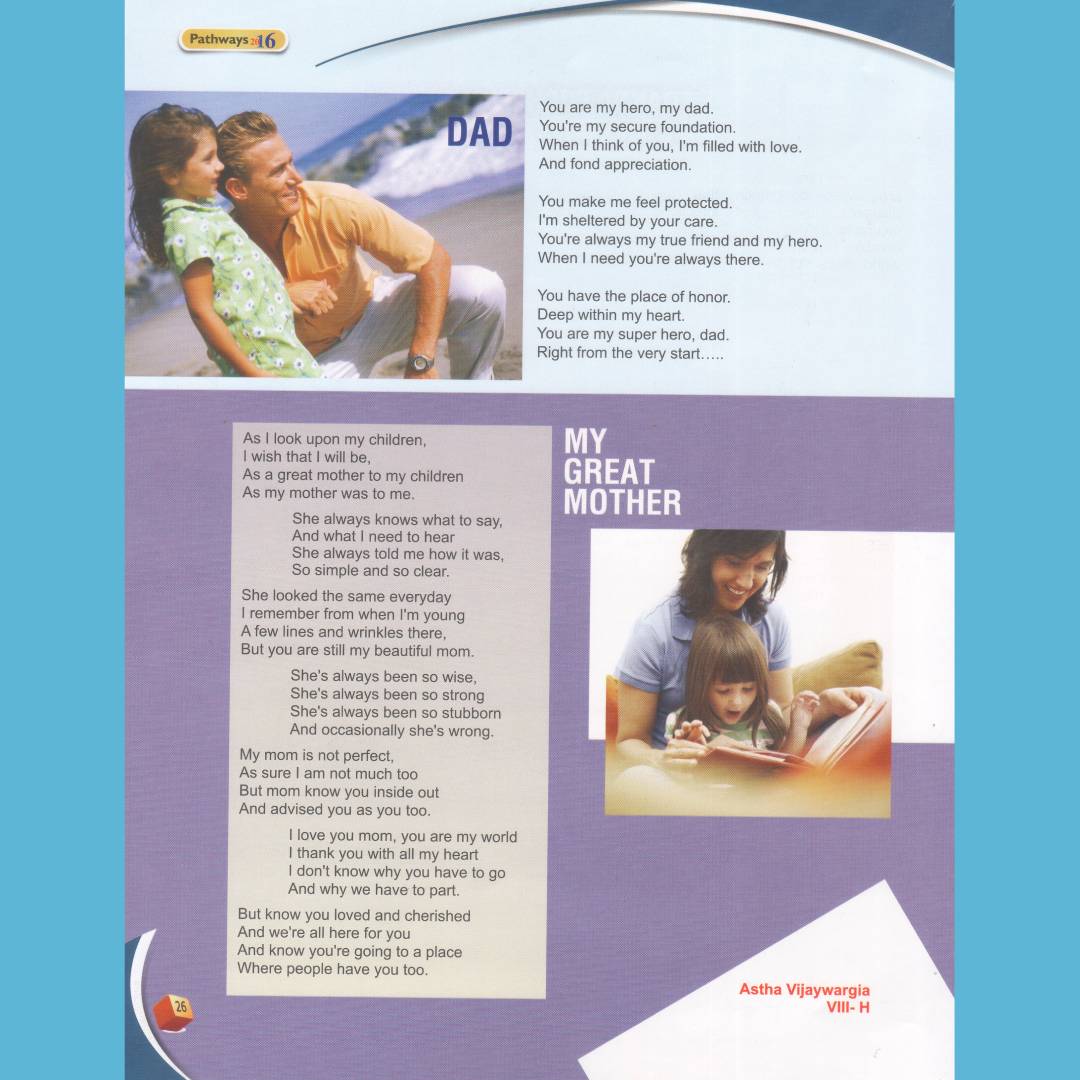 Pathways 2016
DAD
You are my hero, my dad.
You're my secure foundation.
When I think of you, I'm filled with love.
And fond appreciation.
You make me feel protected.
I'm sheltered by your care.
You're always my true friend and my hero.
When I need you're always there.
You have the place of honor.
Deep within my heart.
You are my super hero, dad.
Right from the very start…..
MY
GREAT
MOTHER
As I look upon my children,
I wish that I will be,
As a great mother to my children
As my mother was to me.
She always knows what to say,
And what I need to hear
She always told me how it was,
So simple and so clear.
She looked the same everyday
I remember from when I'm young
A few lines and wrinkles there,
But you are still my beautiful mom.
She's always been so wise,
She's always been so strong
She's always been so stubborn
And occasionally she's wrong.
My mom is not perfect,
As sure I am not much too
But mom know you inside out
And advised you as you too.
I love you mom, you are my world
I thank you with all my heart
I don't know why you have to go
And why we have to part.
But know you loved and cherished
And we're all here for you
And know you're going to a place
Where people have you too.
Astha Vijaywargia
VIII- H
26